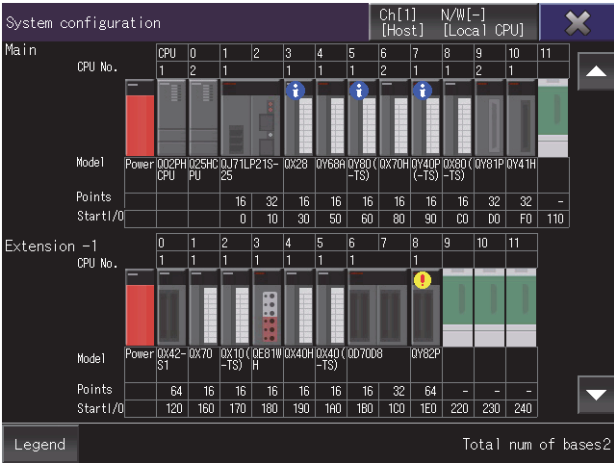 System configuration
Ch[1] N/W[-]
[Host] [Local CPU]
Main
CPU 0 1 2 3 4 5 6 7 8 9 10 11
CPU No. 1 2 1 1 1 1 2 1 1 2 1
Model Power Q02PH CPU Q25HC PU QJ71LP21S-25 QX28 QY68A QY80(-TS) QX70H QY40P(-TS) QX80(-TS) QY81P QY41H
Points 16 32 16 16 16 16 16 16 32 32 -
StartI/O 0 10 30 50 60 80 90 C0 D0 F0 110
Extension -1
0 1 2 3 4 5 6 7 8 9 10 11
CPU No. 1 1 1 1 1 1 1 1
Model Power QX42-S1 QX70 QX10(-TS) QE81WH QX40H QX40(-TS) QD70D8 QY82P
Points 64 16 16 16 16 16 16 32 64 - - -
StartI/O 120 160 170 180 190 1A0 1B0 1C0 1E0 220 230 240
Legend
Total num of bases2